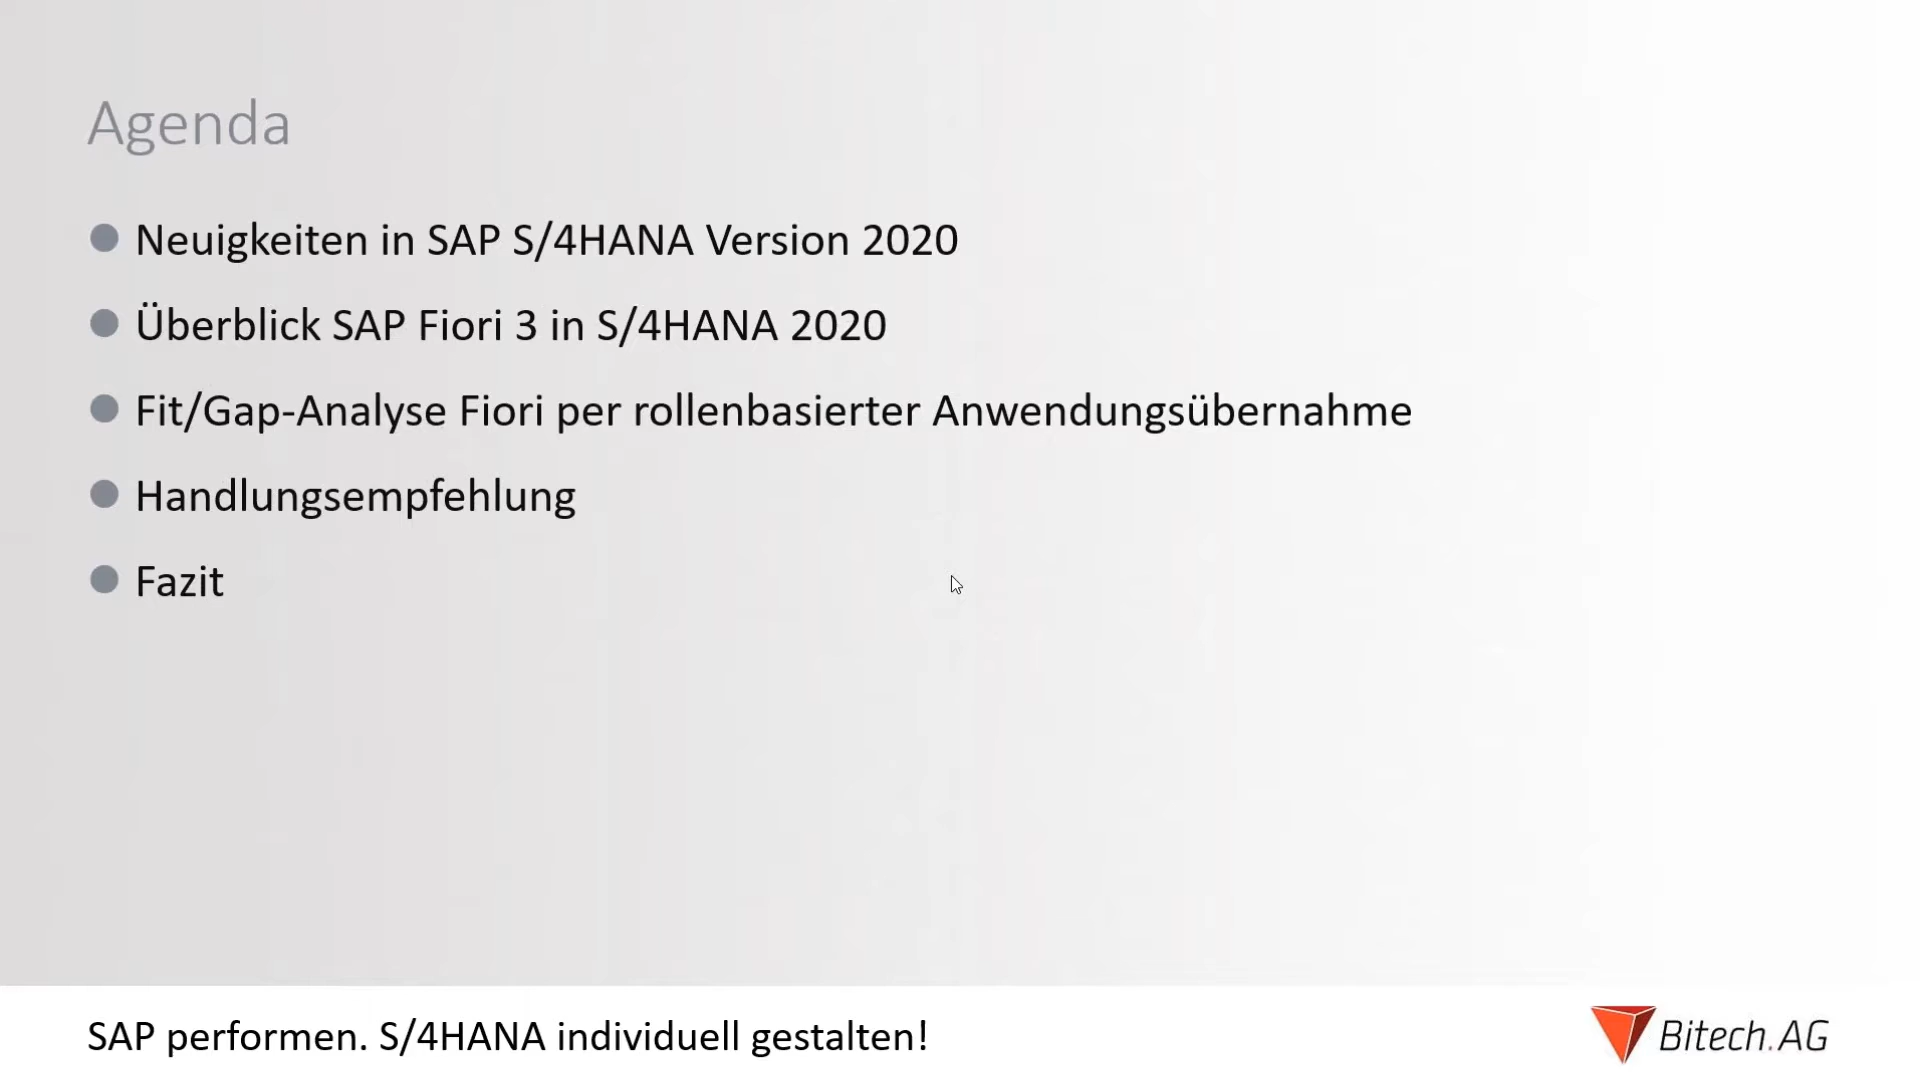 Agenda
Neuigkeiten in SAP S/4HANA Version 2020
Überblick SAP Fiori 3 in S/4HANA 2020
Fit/Gap-Analyse Fiori per rollenbasierter Anwendungsübernahme
Handlungsempfehlung
Fazit
SAP performen. S/4HANA individuell gestalten!
Bitech.AG